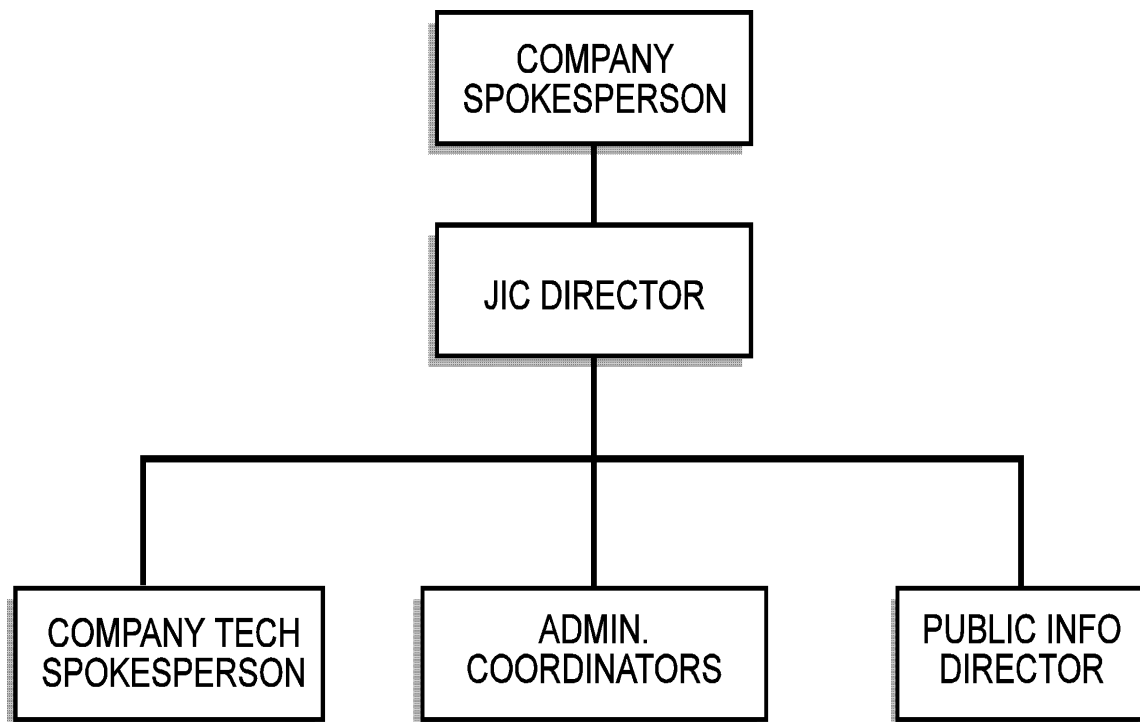 COMPANY
SPOKESPERSON
JIC DIRECTOR
COMPANY TECH
SPOKESPERSON
ADMIN.
COORDINATORS
PUBLIC INFO
DIRECTOR